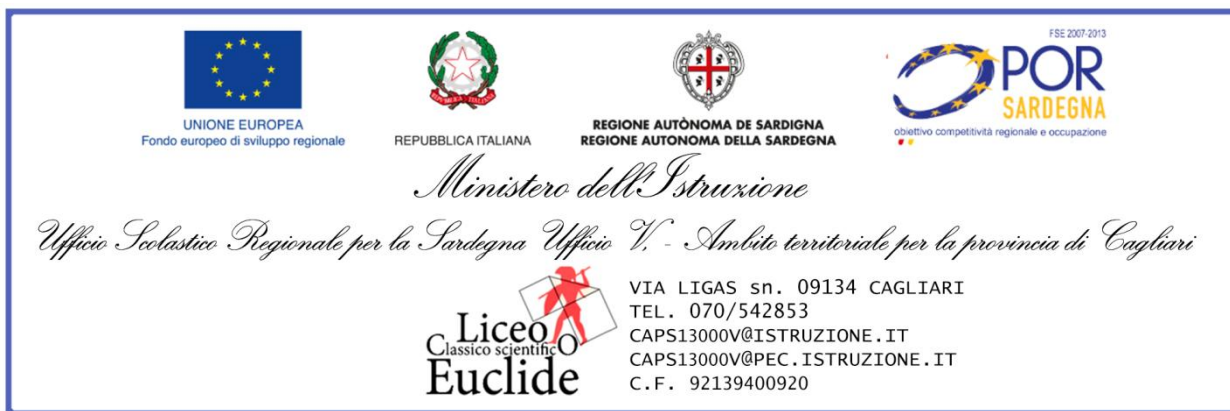 UNIONE EUROPEA
Fondo europeo di sviluppo regionale
REPUBBLICA ITALIANA
REPVBBLICA ITALIANA
REGIONE AUTÒNOMA DE SARDIGNA
REGIONE AUTONOMA DELLA SARDEGNA
FSE 2007-2013
POR
SARDEGNA
obiettivo competitività regionale e occupazione
Ministero dell'Istruzione
Ufficio Scolastico Regionale per la Sardegna Ufficio V, - Ambito territoriale per la provincia di Cagliari
Liceo
Classico scientificO
Euclide
VIA LIGAS sn. 09134 CAGLIARI
TEL. 070/542853
CAPS13000V@ISTRUZIONE.IT
CAPS13000V@PEC.ISTRUZIONE.IT
C.F. 92139400920